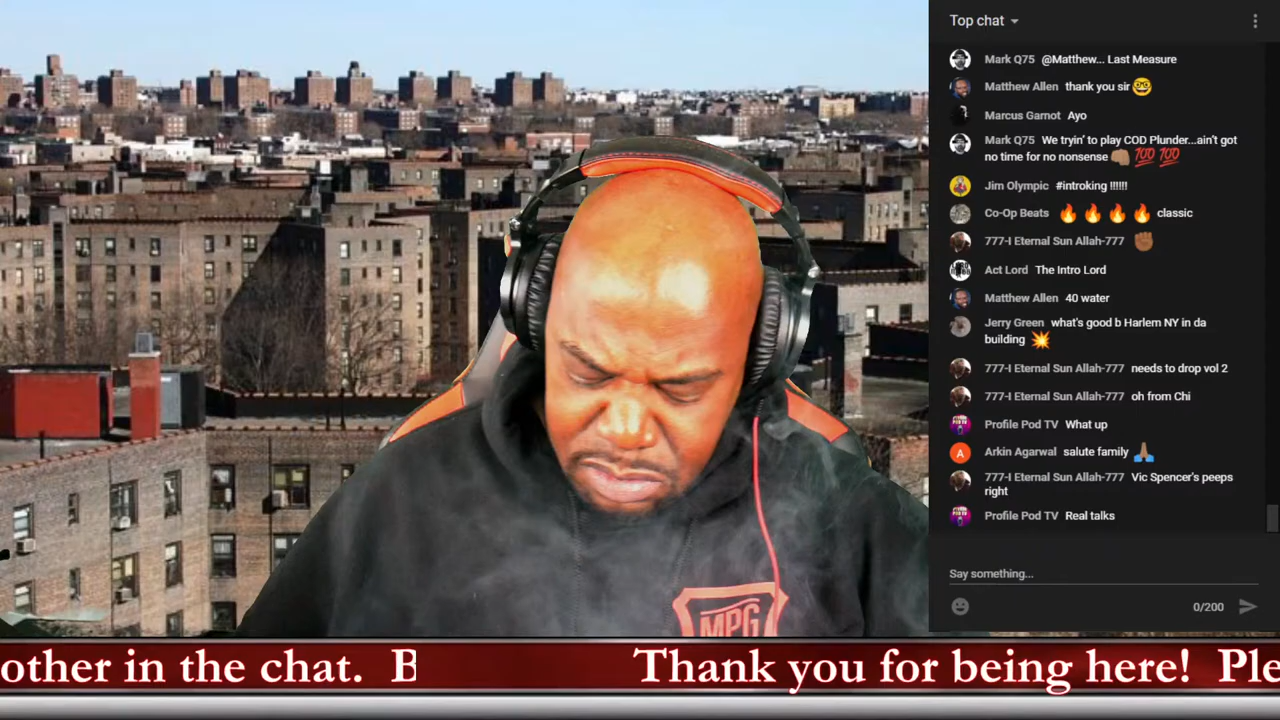 Top chat
Mark Q75 @Matthew... Last Measure
Matthew Allen thank you sir 🤓
Marcus Garnot Ayo
Mark Q75 We tryin' to play COD Plunder...ain't got
no time for no nonsense 👊🏽 💯 💯
Jim Olympic #introking !!!!!!
Co-Op Beats 🔥 🔥 🔥 🔥 classic
777-I Eternal Sun Allah-777 ✊🏾
Act Lord The Intro Lord
Matthew Allen 40 water
Jerry Green what's good b Harlem NY in da
building 💥
777-I Eternal Sun Allah-777 needs to drop vol 2
777-I Eternal Sun Allah-777 oh from Chi
Profile Pod TV What up
A Arkin Agarwal salute family 🙏🏽
777-I Eternal Sun Allah-777 Vic Spencer's peeps
right
Profile Pod TV Real talks
Say something...
0/200
MPG
other in the chat. B Thank you for being here! Ple